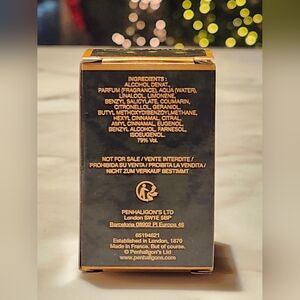 INGREDIENTS :
ALCOHOL DENAT.,
PARFUM (FRAGRANCE), AQUA (WATER),
LINALOOL, LIMONENE,
BENZYL SALICYLATE, COUMARIN,
CITRONELLOL, GERANIOL,
BUTYL METHOXYDIBENZOYLMETHANE,
HEXYL CINNAMAL, CITRAL,
AMYL CINNAMAL, EUGENOL,
BENZYL ALCOHOL, FARNESOL,
ISOEUGENOL.
79% Vol.
NOT FOR SALE / VENTE INTERDITE /
PROHIBIDA SU VENTA / PROIBITA LA VENDITA /
NICHT ZUM VERKAUF BESTIMMT
PENHALIGON'S LTD
London SW1E 5BP
Barcelona 08902 Pl Europa 46
65194621
Established in London, 1870
Made in France. But of course.
© Penhaligon's Ltd
www.penhaligons.com